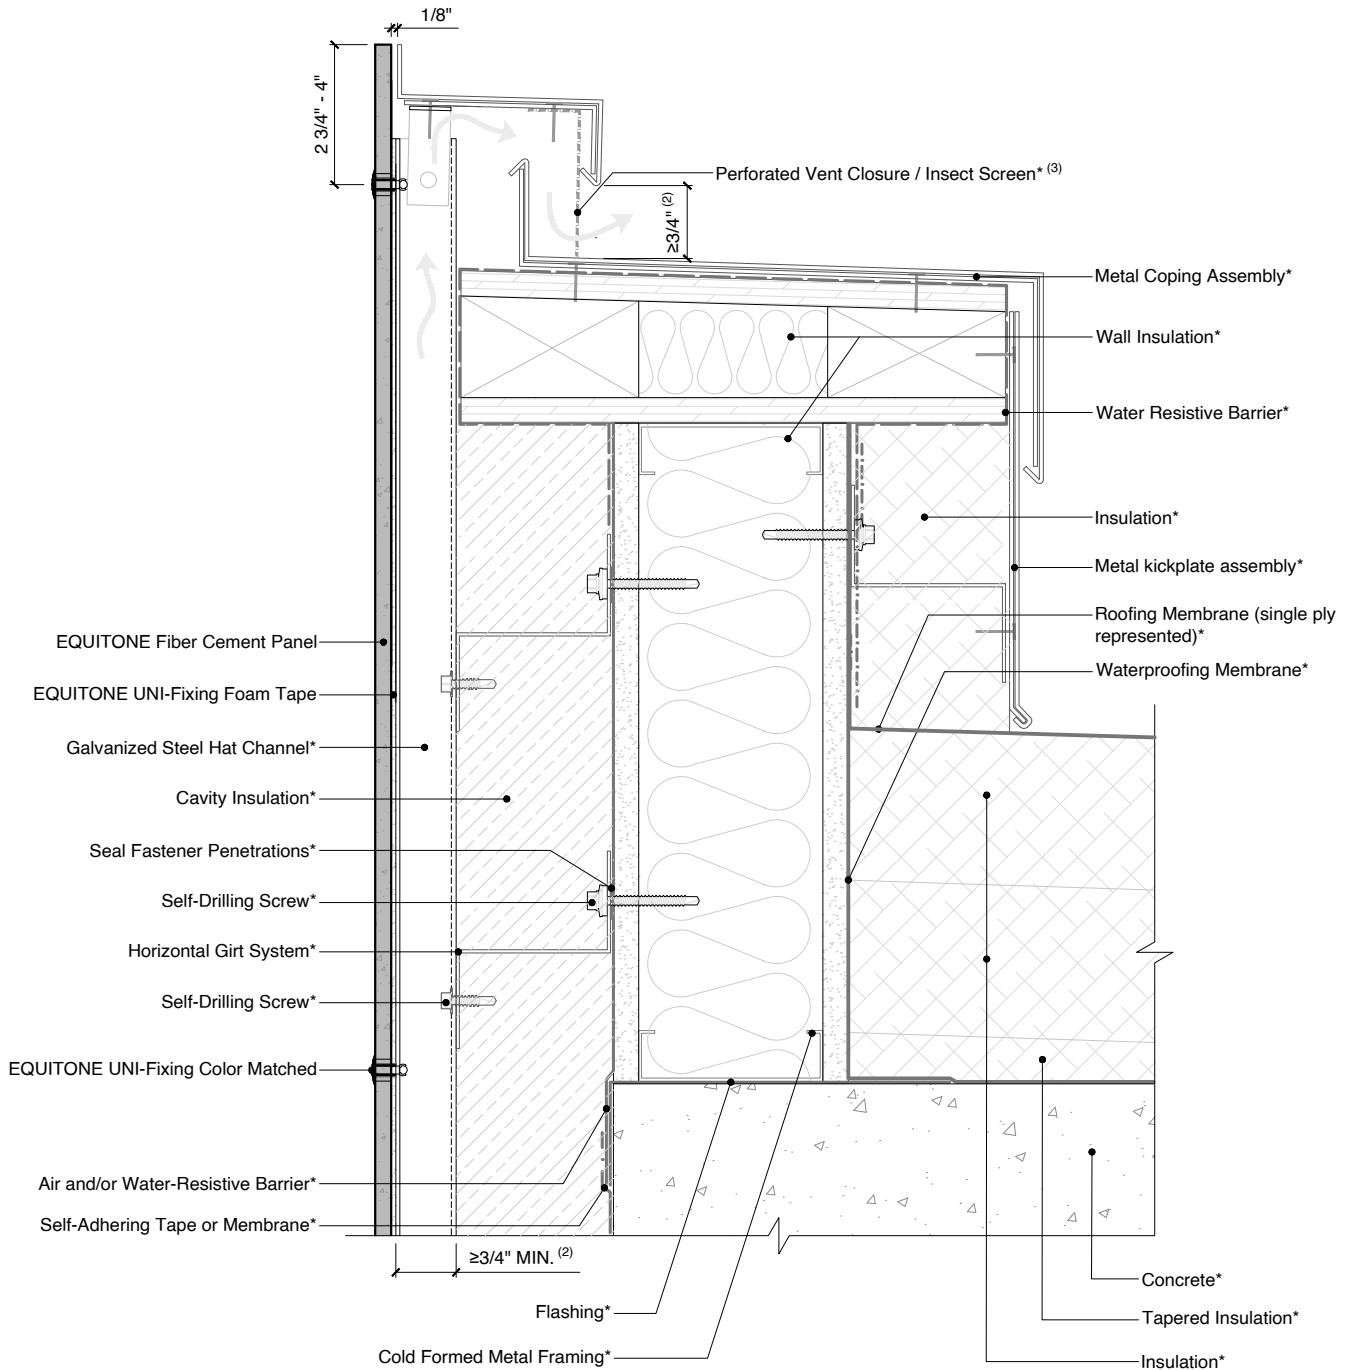 1/8"
2 3/4" - 4"
Perforated Vent Closure / Insect Screen* (3)
≥3/4" (2)
Metal Coping Assembly*
Wall Insulation*
Water Resistive Barrier*
Insulation*
Metal kickplate assembly*
Roofing Membrane (single ply
represented)*
Waterproofing Membrane*
EQUITONE Fiber Cement Panel
EQUITONE UNI-Fixing Foam Tape
Galvanized Steel Hat Channel*
Cavity Insulation*
Seal Fastener Penetrations*
Self-Drilling Screw*
Horizontal Girt System*
Self-Drilling Screw*
EQUITONE UNI-Fixing Color Matched
Air and/or Water-Resistive Barrier*
Self-Adhering Tape or Membrane*
≥3/4" MIN. (2)
Flashing*
Cold Formed Metal Framing*
Concrete*
Tapered Insulation*
Insulation*